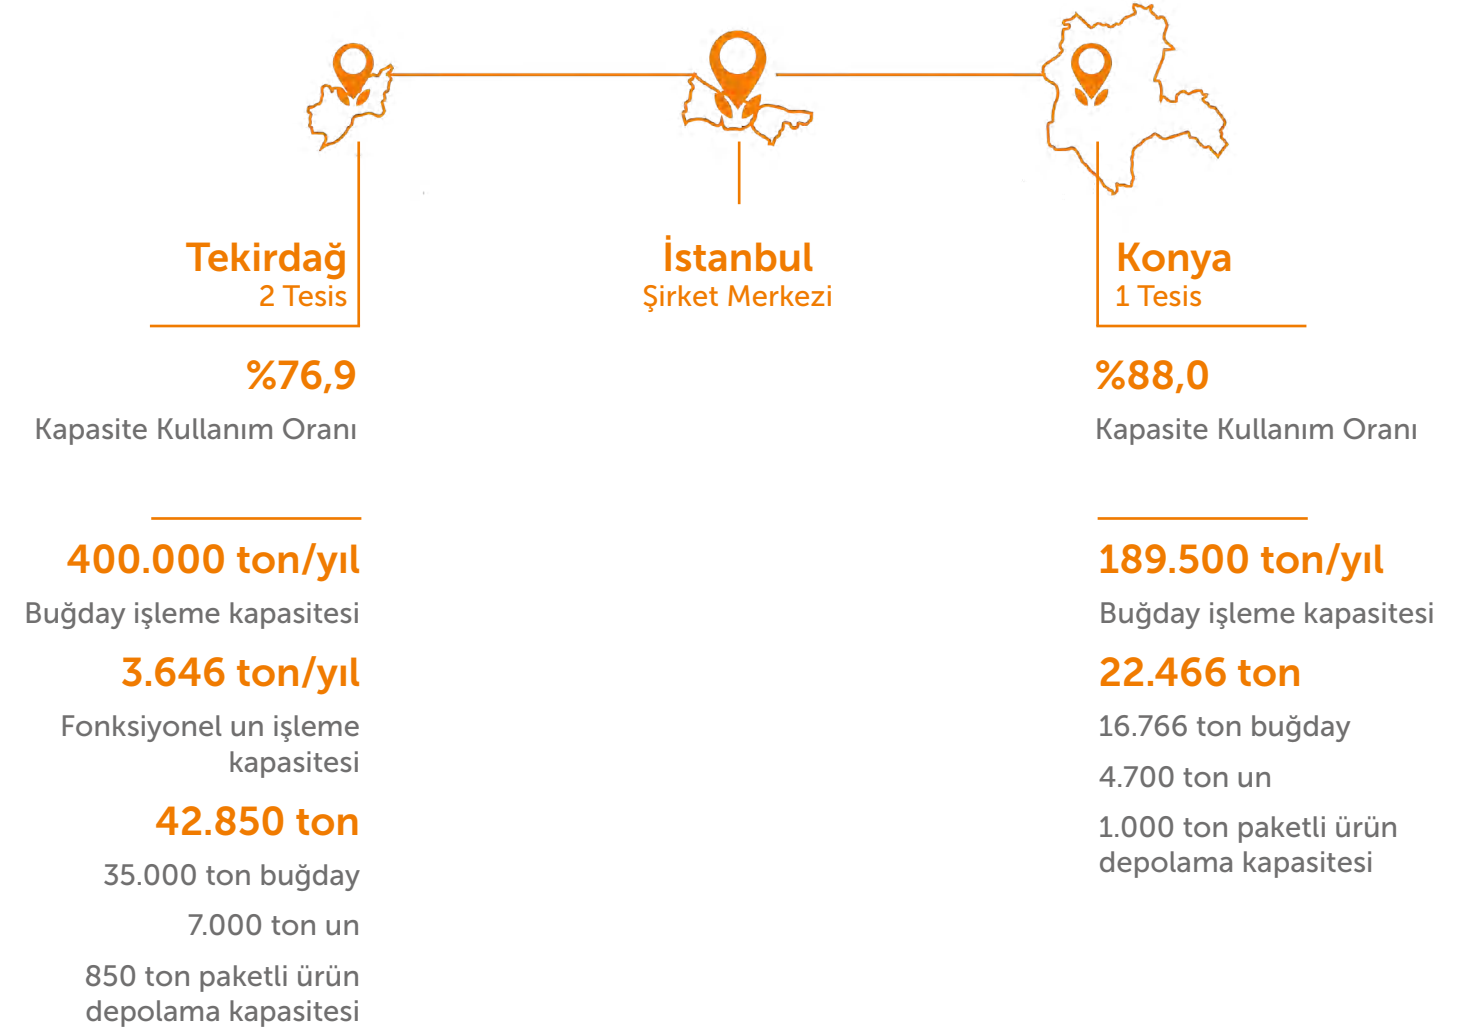 Tekirdağ
2 Tesis
%76,9
Kapasite Kullanım Oranı
400.000 ton/yıl
Buğday işleme kapasitesi
3.646 ton/yıl
Fonksiyonel un işleme
kapasitesi
42.850 ton
35.000 ton buğday
7.000 ton un
850 ton paketli ürün
depolama kapasitesi
İstanbul
Şirket Merkezi
Konya
1 Tesis
%88,0
Kapasite Kullanım Oranı
189.500 ton/yıl
Buğday işleme kapasitesi
22.466 ton
16.766 ton buğday
4.700 ton un
1.000 ton paketli ürün
depolama kapasitesi